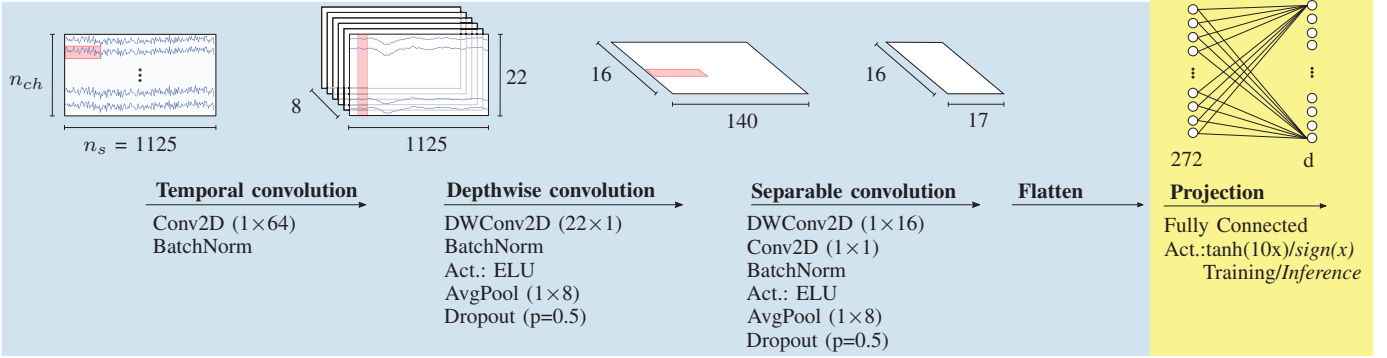 n_ch
n_s = 1125
8
22
1125
16
140
16
17
272
d
Temporal convolution
Conv2D (1×64)
BatchNorm
Depthwise convolution
DWConv2D (22×1)
BatchNorm
Act.: ELU
AvgPool (1×8)
Dropout (p=0.5)
Separable convolution
DWConv2D (1×16)
Conv2D (1×1)
BatchNorm
Act.: ELU
AvgPool (1×8)
Dropout (p=0.5)
Flatten
Projection
Fully Connected
Act.:tanh(10x)/sign(x)
Training/Inference